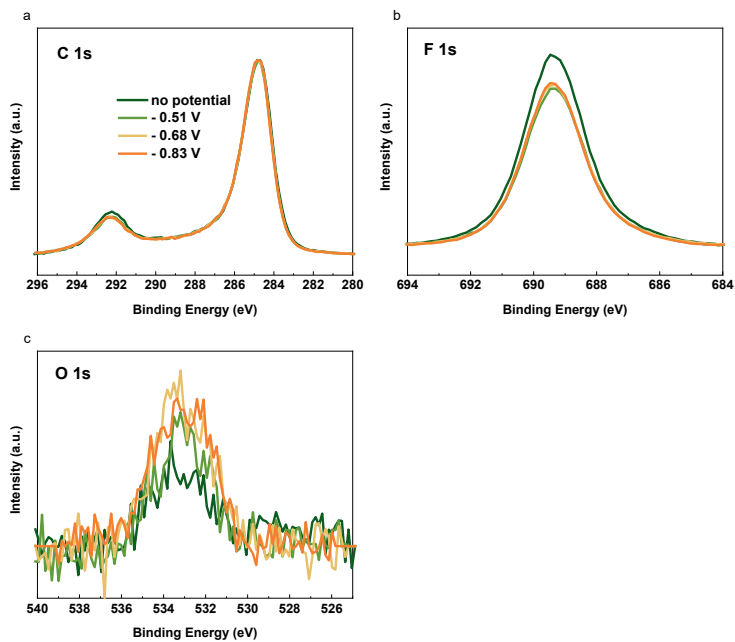 a
C 1s
no potential
- 0.51 V
- 0.68 V
- 0.83 V
Intensity (a.u.)
296 294 292 290 288 286 284 282 280
Binding Energy (eV)
b
F 1s
Intensity (a.u.)
694 692 690 688 686 684
Binding Energy (eV)
c
O 1s
Intensity (a.u.)
540 538 536 534 532 530 528 526
Binding Energy (eV)